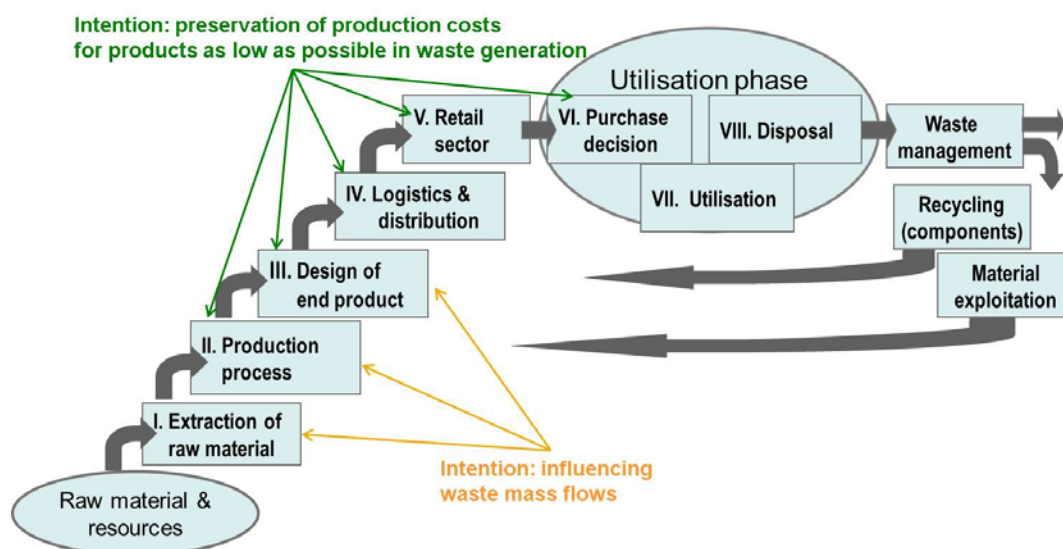 Intention: preservation of production costs
for products as low as possible in waste generation
Utilisation phase
V. Retail
sector
VI. Purchase
decision
VIII. Disposal
Waste
management
IV. Logistics &
distribution
VII. Utilisation
Recycling
(components)
III. Design of
end product
Material
exploitation
II. Production
process
I. Extraction of
raw material
Intention: influencing
waste mass flows
Raw material &
resources